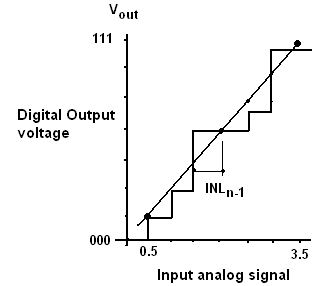 Vout
111
Digital Output
voltage
INLn-1
000
0.5
3.5
Input analog signal